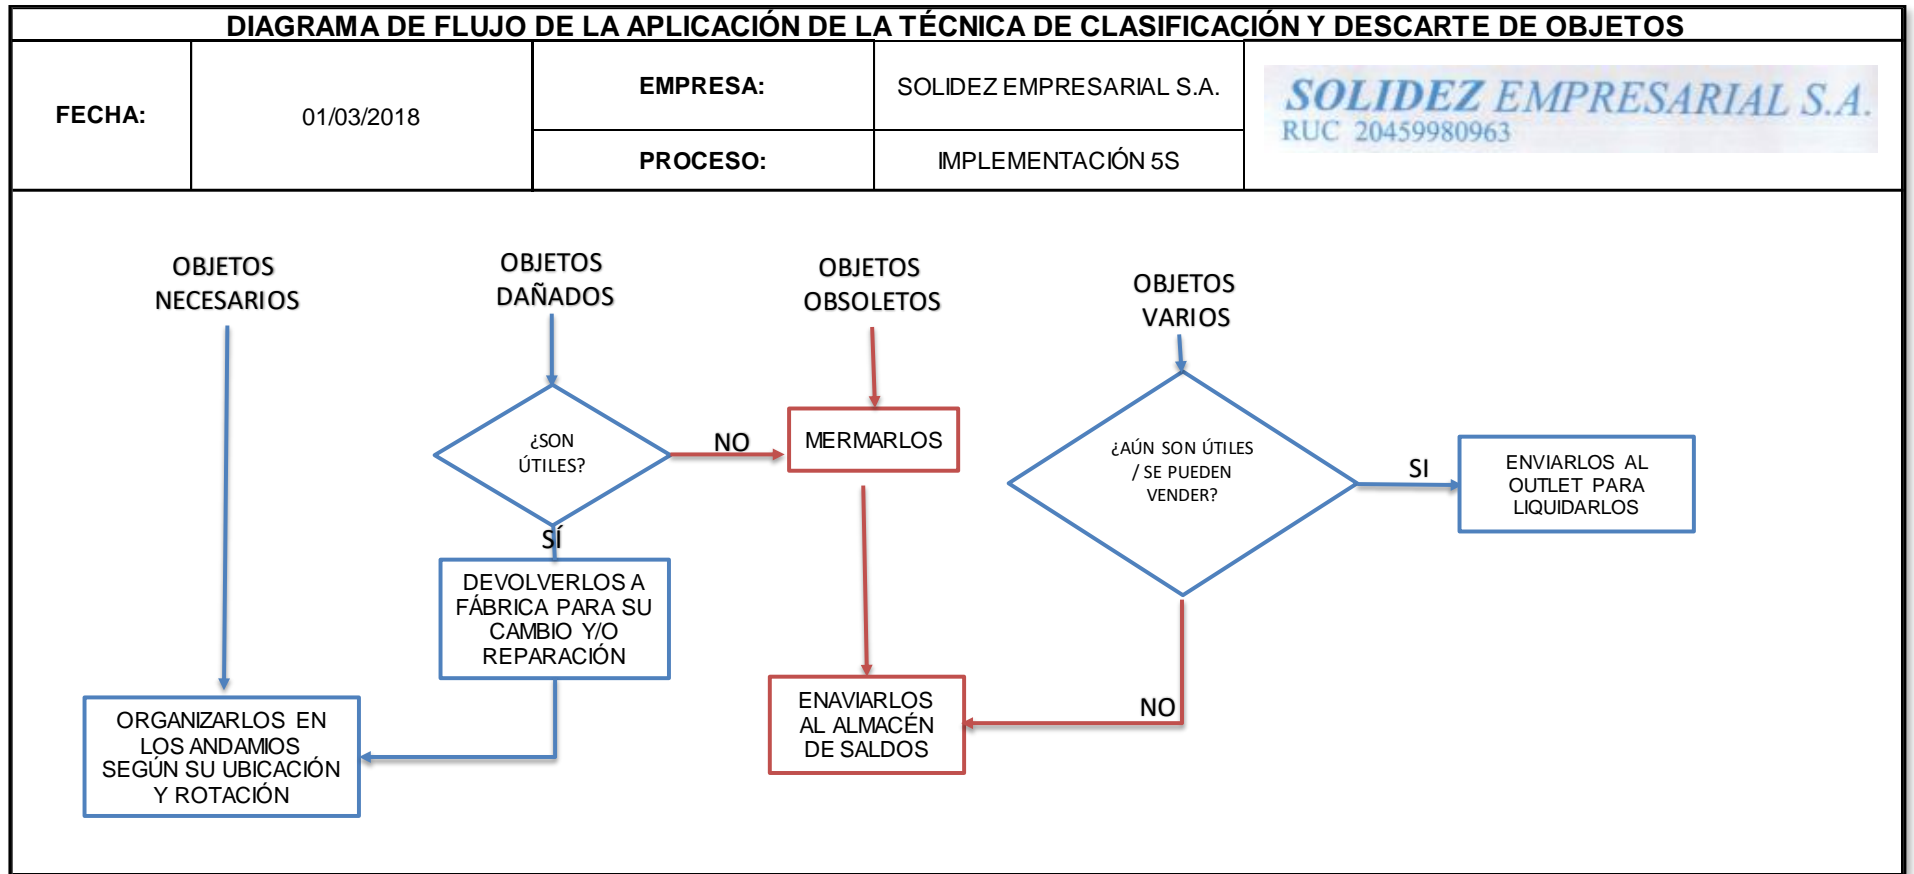 DIAGRAMA DE FLUJO DE LA APLICACIÓN DE LA TÉCNICA DE CLASIFICACIÓN Y DESCARTE DE OBJETOS
FECHA:
01/03/2018
EMPRESA:
SOLIDEZ EMPRESARIAL S.A.
PROCESO:
IMPLEMENTACIÓN 5S
SOLIDEZ EMPRESARIAL S.A.
RUC 20459980963
OBJETOS
NECESARIOS
OBJETOS
DAÑADOS
OBJETOS
OBSOLETOS
OBJETOS
VARIOS
¿SON
ÚTILES?
NO
MERMARLOS
¿AÚN SON ÚTILES
/ SE PUEDEN
VENDER?
SI
ENVIARLOS AL
OUTLET PARA
LIQUIDARLOS
SÍ
DEVOLVERLOS A
FÁBRICA PARA SU
CAMBIO Y/O
REPARACIÓN
ORGANIZARLOS EN
LOS ANDAMIOS
SEGÚN SU UBICACIÓN
Y ROTACIÓN
ENAVIARLOS
AL ALMACÉN
DE SALDOS
NO